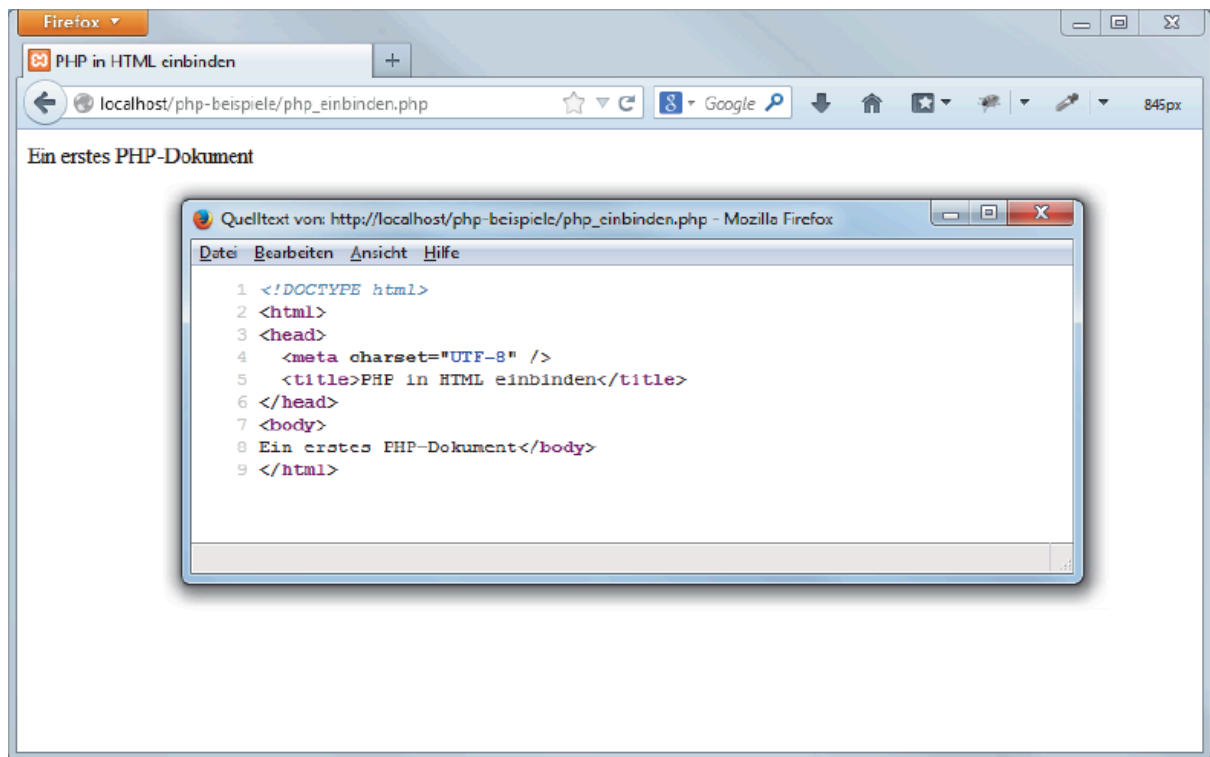 Firefox
PHP in HTML einbinden
localhost/php-beispiele/php_einbinden.php
Google
845px
Ein erstes PHP-Dokument
Quelltext von: http://localhost/php-beispiele/php_einbinden.php - Mozilla Firefox
Datei Bearbeiten Ansicht Hilfe
1 <!DOCTYPE html>
2 <html>
3 <head>
4 <meta charset="UTF-8" />
5 <title>PHP in HTML einbinden</title>
6 </head>
7 <body>
8 Ein erstes PHP-Dokument</body>
9 </html>